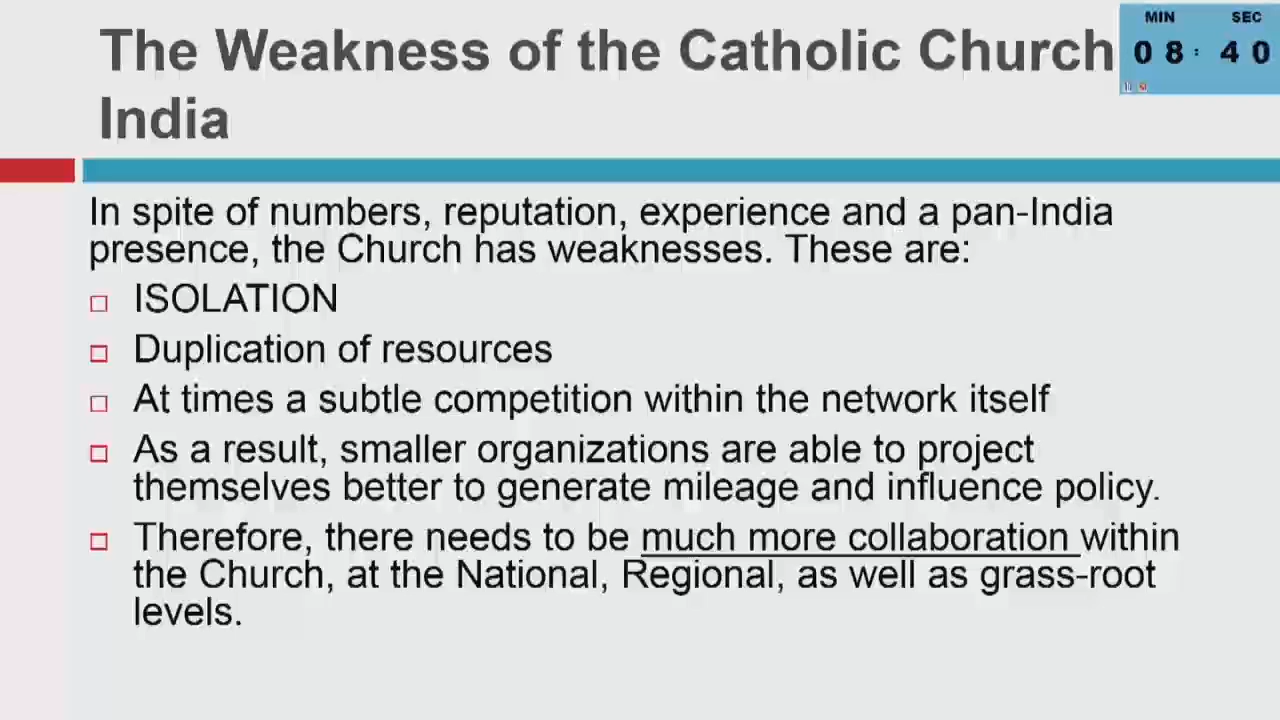 The Weakness of the Catholic Church
India
MIN SEC
08:40
In spite of numbers, reputation, experience and a pan-India
presence, the Church has weaknesses. These are:
ISOLATION
Duplication of resources
At times a subtle competition within the network itself
As a result, smaller organizations are able to project
themselves better to generate mileage and influence policy.
Therefore, there needs to be much more collaboration within
the Church, at the National, Regional, as well as grass-root
levels.